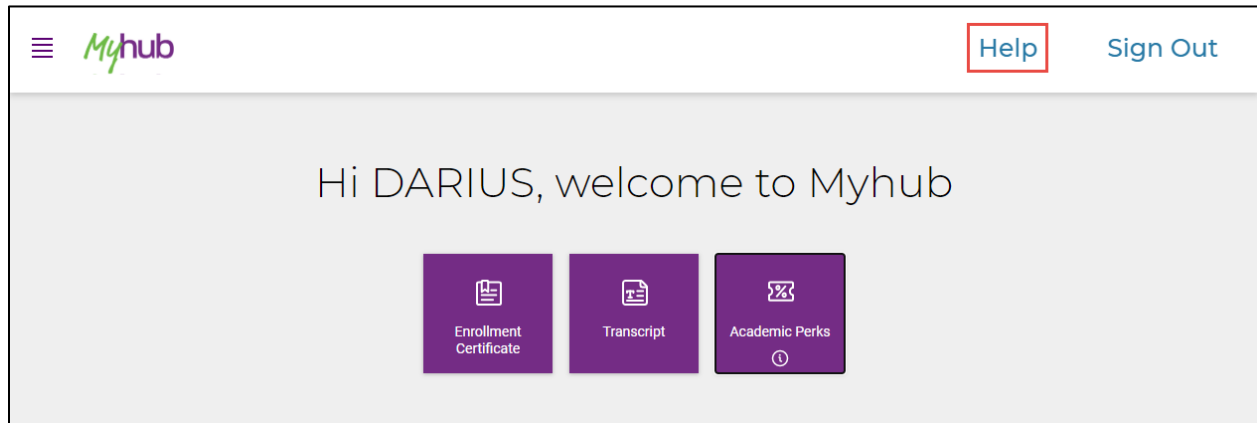 Myhub
Help
Sign Out
Hi DARIUS, welcome to Myhub
Enrollment
Certificate
Transcript
Academic Perks